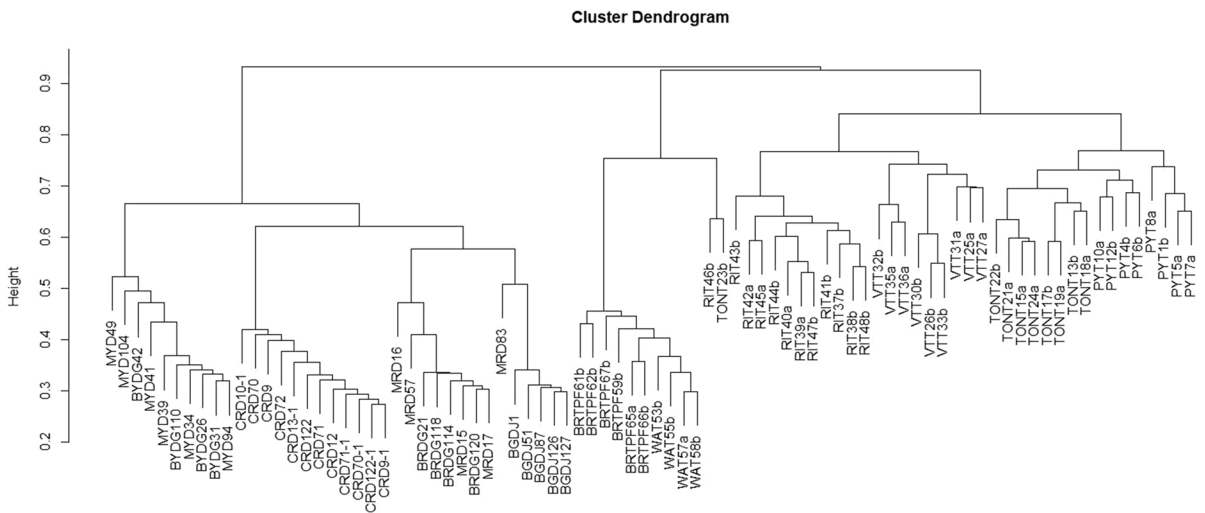 Cluster Dendrogram
Height
0.9
0.8
0.7
0.6
0.5
0.4
0.3
0.2
MYD49
MYD104
BYDG42
MYD41
MYD39
BYDG110
MYD34
BYDG26
BYDG31
MYD94
CRD10-1
CRD70
CRD9
CRD72
CRD13-1
CRD122
CRD71
CRD12
CRD71-1
CRD70-1
CRD122-1
CRD9-1
MRD16
MRD57
BRDG21
BRDG118
BRDG114
MRD15
BRDG120
MRD17
MRD83
BGDJ1
BGDJ51
BGDJ87
BGDJ126
BGDJ127
BRTPF61b
BRTPF62b
BRTPF67b
BRTPF59b
BRTPF65a
BRTPF66b
WAT53b
WAT55b
WAT57a
WAT58b
RIT46b
TONT23b
RIT43b
RIT42a
RIT45a
RIT44b
RIT40a
RIT39a
RIT47b
RIT41b
RIT37b
RIT38b
RIT48b
VTT32b
VTT35a
VTT36a
VTT30b
VTT26b
VTT33b
VTT31a
VTT25a
VTT27a
TONT22b
TONT21a
TONT15a
TONT24a
TONT17b
TONT19a
TONT13b
TONT18a
PYT10a
PYT12b
PYT4b
PYT6b
PYT8a
PYT1b
PYT5a
PYT7a